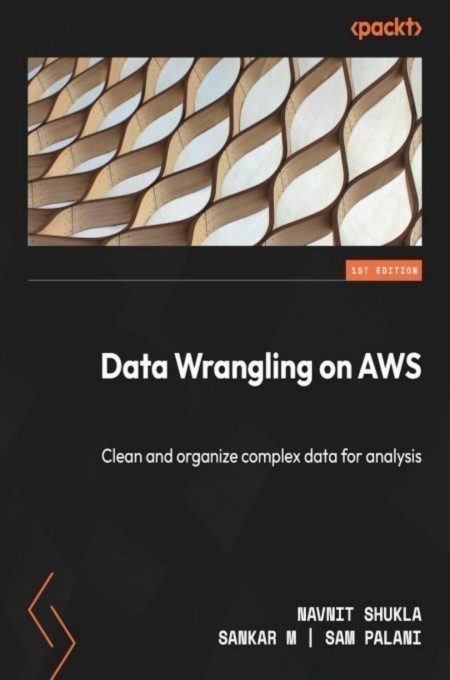 <packt>
1ST EDITION
Data Wrangling on AWS
Clean and organize complex data for analysis
NAVNIT SHUKLA
SANKAR M | SAM PALANI